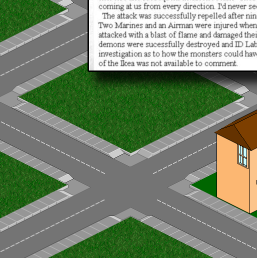 coming at us from every direction. I'd never see
The attack was successfully repelled after nin
Two Marines and an Airman were injured when
attacked with a blast of flame and damaged thei
demons were sucessfully destroyed and ID Lab
investigation as to how the monsters could hav
of the Ikea was not available to comment.